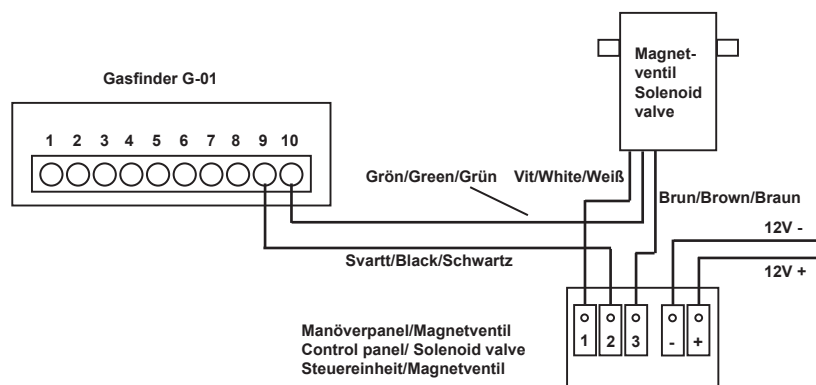 Gasfinder G-01
1 2 3 4 5 6 7 8 9 10
Magnet-
ventil
Solenoid
valve
Grön/Green/Grün
Vit/White/Weiß
Brun/Brown/Braun
12V -
Svartt/Black/Schwartz
12V +
Manöverpanel/Magnetventil
Control panel/ Solenoid valve
Steuereinheit/Magnetventil
1 2 3 - +